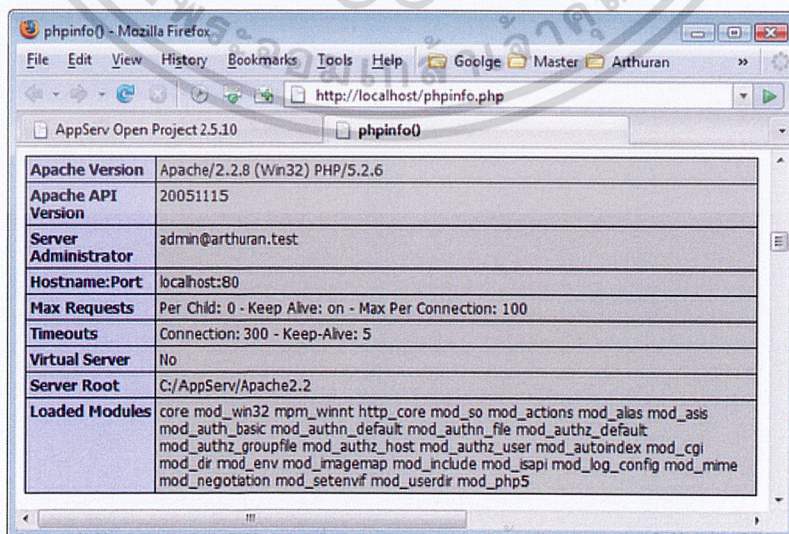 phpinfo() - Mozilla Firefox
File Edit View History Bookmarks Tools Help Goolge Master Arthuran »
http://localhost/phpinfo.php
AppServ Open Project 2.5.10 phpinfo()
Apache Version Apache/2.2.8 (Win32) PHP/5.2.6
Apache API Version 20051115
Server Administrator admin@arthuran.test
Hostname:Port localhost:80
Max Requests Per Child: 0 - Keep Alive: on - Max Per Connection: 100
Timeouts Connection: 300 - Keep-Alive: 5
Virtual Server No
Server Root C:/AppServ/Apache2.2
Loaded Modules core mod_win32 mpm_winnt http_core mod_so mod_actions mod_alias mod_asis
mod_auth_basic mod_authn_default mod_authn_file mod_authz_default
mod_authz_groupfile mod_authz_host mod_authz_user mod_autoindex mod_cgi
mod_dir mod_env mod_imagemap mod_include mod_isapi mod_log_config mod_mime
mod_negotiation mod_setenvif mod_userdir mod_php5